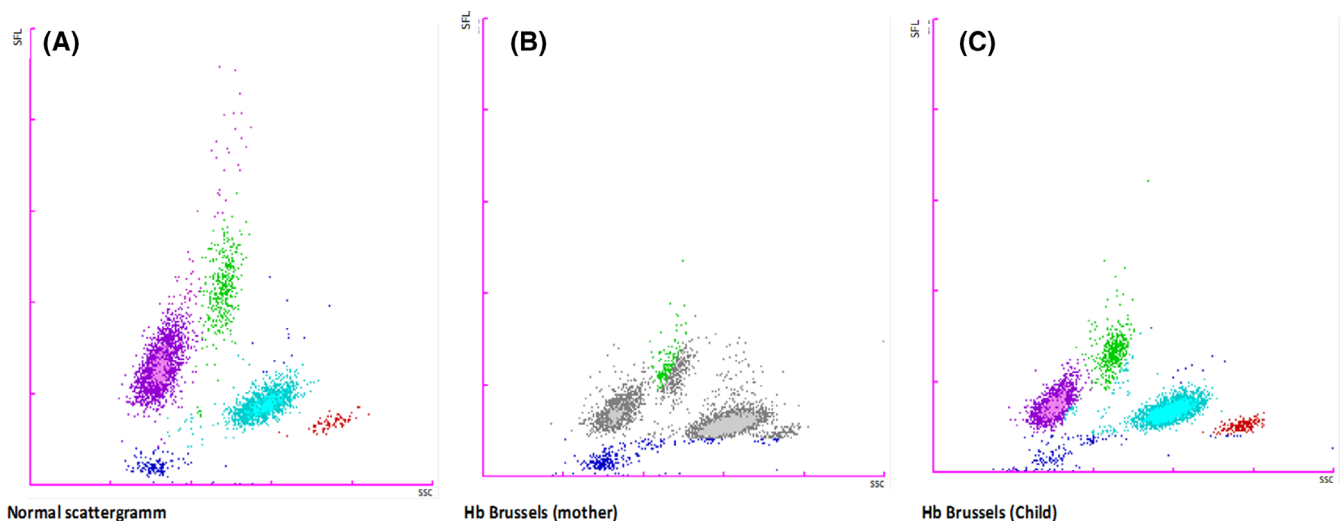 (A)
SFL
SSC
Normal scattergramm
(B)
SFL
SSC
Hb Brussels (mother)
(C)
SFL
SSC
Hb Brussels (Child)